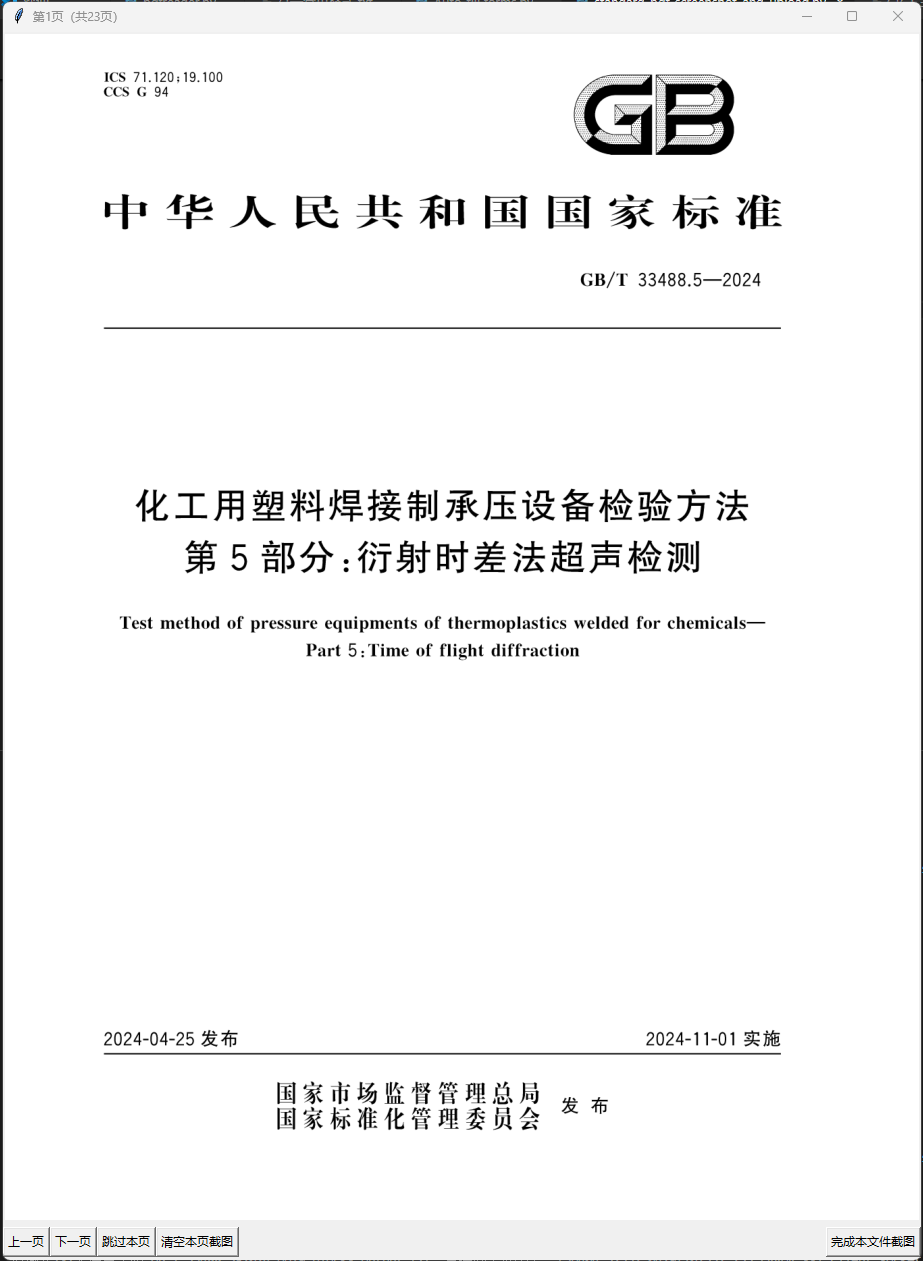 第1页 (共23页)
ICS 71.120;19.100
CCS G 94
GB
中华人民共和国国家标准
GB/T 33488.5—2024
化工用塑料焊接制承压设备检验方法
第5部分:衍射时差法超声检测
Test method of pressure equipments of thermoplastics welded for chemicals—
Part 5:Time of flight diffraction
2024-04-25 发布
2024-11-01 实施
国家市场监督管理总局
国家标准化管理委员会
发布
上一页 下一页 跳过本页 清空本页截图 完成本文件截图